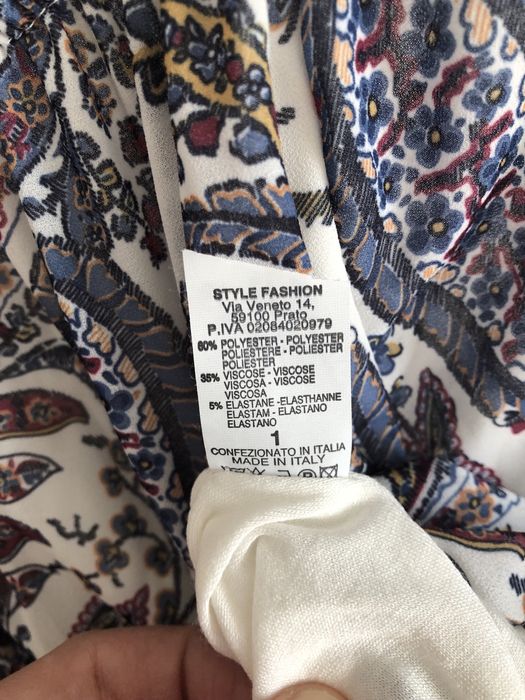 STYLE FASHION
Via Veneto 14,
59100 Prato
P.IVA 02084020979
60% POLYESTER - POLYESTER
POLIESTERE - POLIESTER
POLIESTER
35% VISCOSE - VISCOSE
VISCOSA - VISCOSE
VISCOSA
5% ELASTANE - ELASTHANNE
ELASTAM - ELASTANO
ELASTANO
1
CONFEZIONATO IN ITALIA
MADE IN ITALY